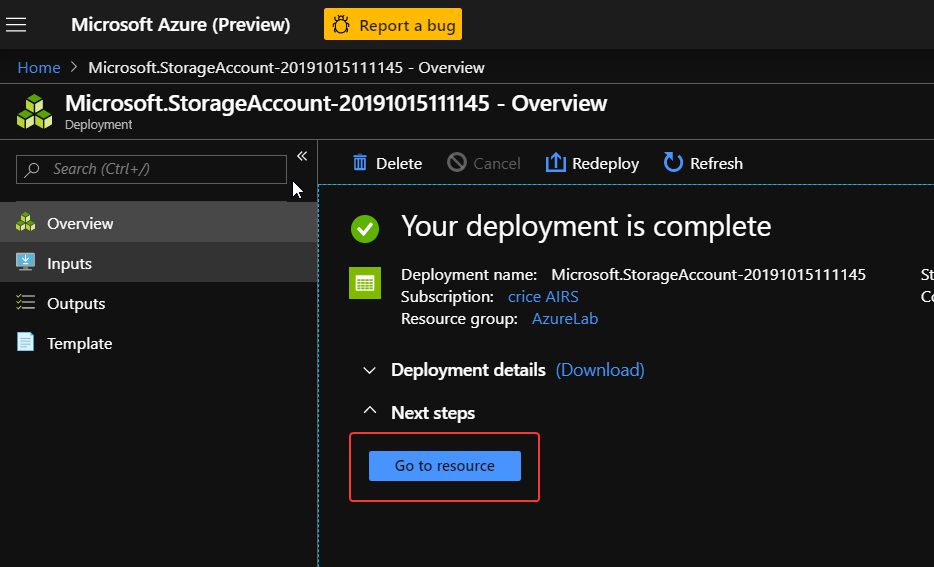 Microsoft Azure (Preview)
Report a bug
Home > Microsoft.StorageAccount-20191015111145 - Overview
Microsoft.StorageAccount-20191015111145 - Overview
Deployment
Search (Ctrl+/)
«
Overview
Inputs
Outputs
Template
Delete
Cancel
Redeploy
Refresh
Your deployment is complete
Deployment name: Microsoft.StorageAccount-20191015111145
Subscription: crice AIRS
Resource group: AzureLab
Deployment details (Download)
Next steps
Go to resource